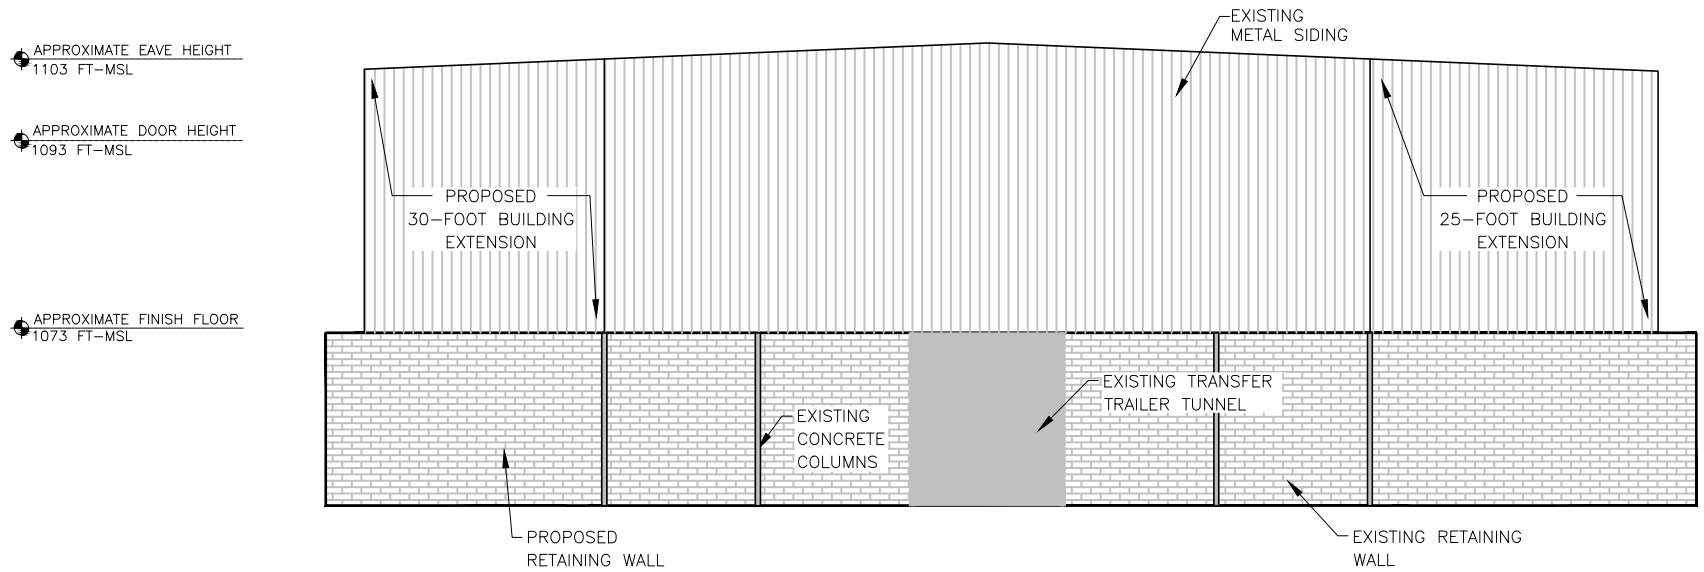 EXISTING
METAL SIDING
APPROXIMATE EAVE HEIGHT
1103 FT-MSL
APPROXIMATE DOOR HEIGHT
1093 FT-MSL
PROPOSED
30-FOOT BUILDING
EXTENSION
PROPOSED
25-FOOT BUILDING
EXTENSION
APPROXIMATE FINISH FLOOR
1073 FT-MSL
EXISTING TRANSFER
TRAILER TUNNEL
EXISTING
CONCRETE
COLUMNS
PROPOSED
RETAINING WALL
EXISTING RETAINING
WALL